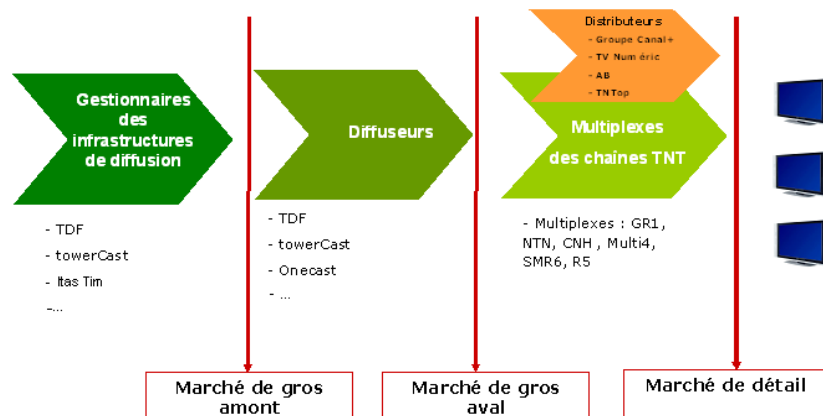 Distributeurs
- Groupe Canal+
- TV Numéric
- AB
- TNTop
Gestionnaires
des
infrastructures
de diffusion
Diffuseurs
Multiplexes
des chaînes TNT
- TDF
- towerCast
- Itas Tim
-...
- TDF
- towerCast
- Onecast
- ...
- Multiplexes : GR1,
NTN, CNH , Multi4,
SMR6, R5
Marché de gros
amont
Marché de gros
aval
Marché de détail